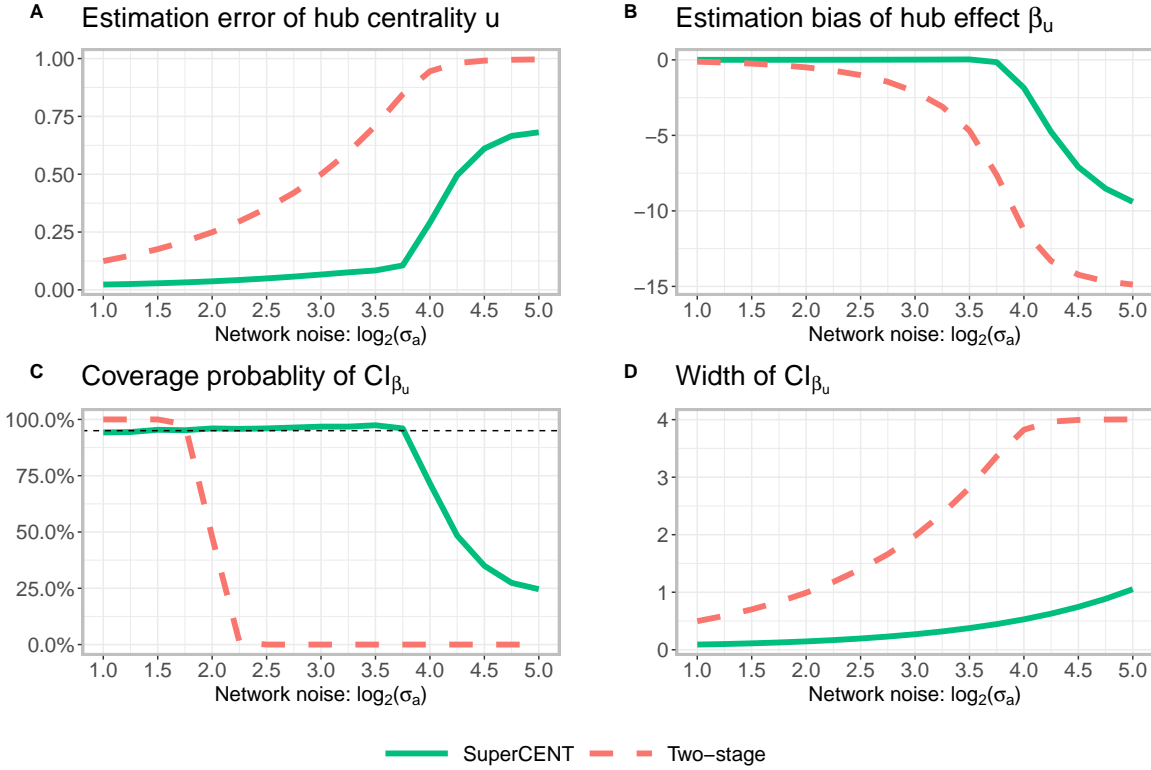 A Estimation error of hub centrality u
1.00
0.75
0.50
0.25
0.00
1.0 1.5 2.0 2.5 3.0 3.5 4.0 4.5 5.0
Network noise: log₂(σₐ)
B Estimation bias of hub effect βᵤ
0
−5
−10
−15
1.0 1.5 2.0 2.5 3.0 3.5 4.0 4.5 5.0
Network noise: log₂(σₐ)
C Coverage probablity of CI_βᵤ
100.0%
75.0%
50.0%
25.0%
0.0%
1.0 1.5 2.0 2.5 3.0 3.5 4.0 4.5 5.0
Network noise: log₂(σₐ)
D Width of CI_βᵤ
4
3
2
1
0
1.0 1.5 2.0 2.5 3.0 3.5 4.0 4.5 5.0
Network noise: log₂(σₐ)
SuperCENT Two−stage